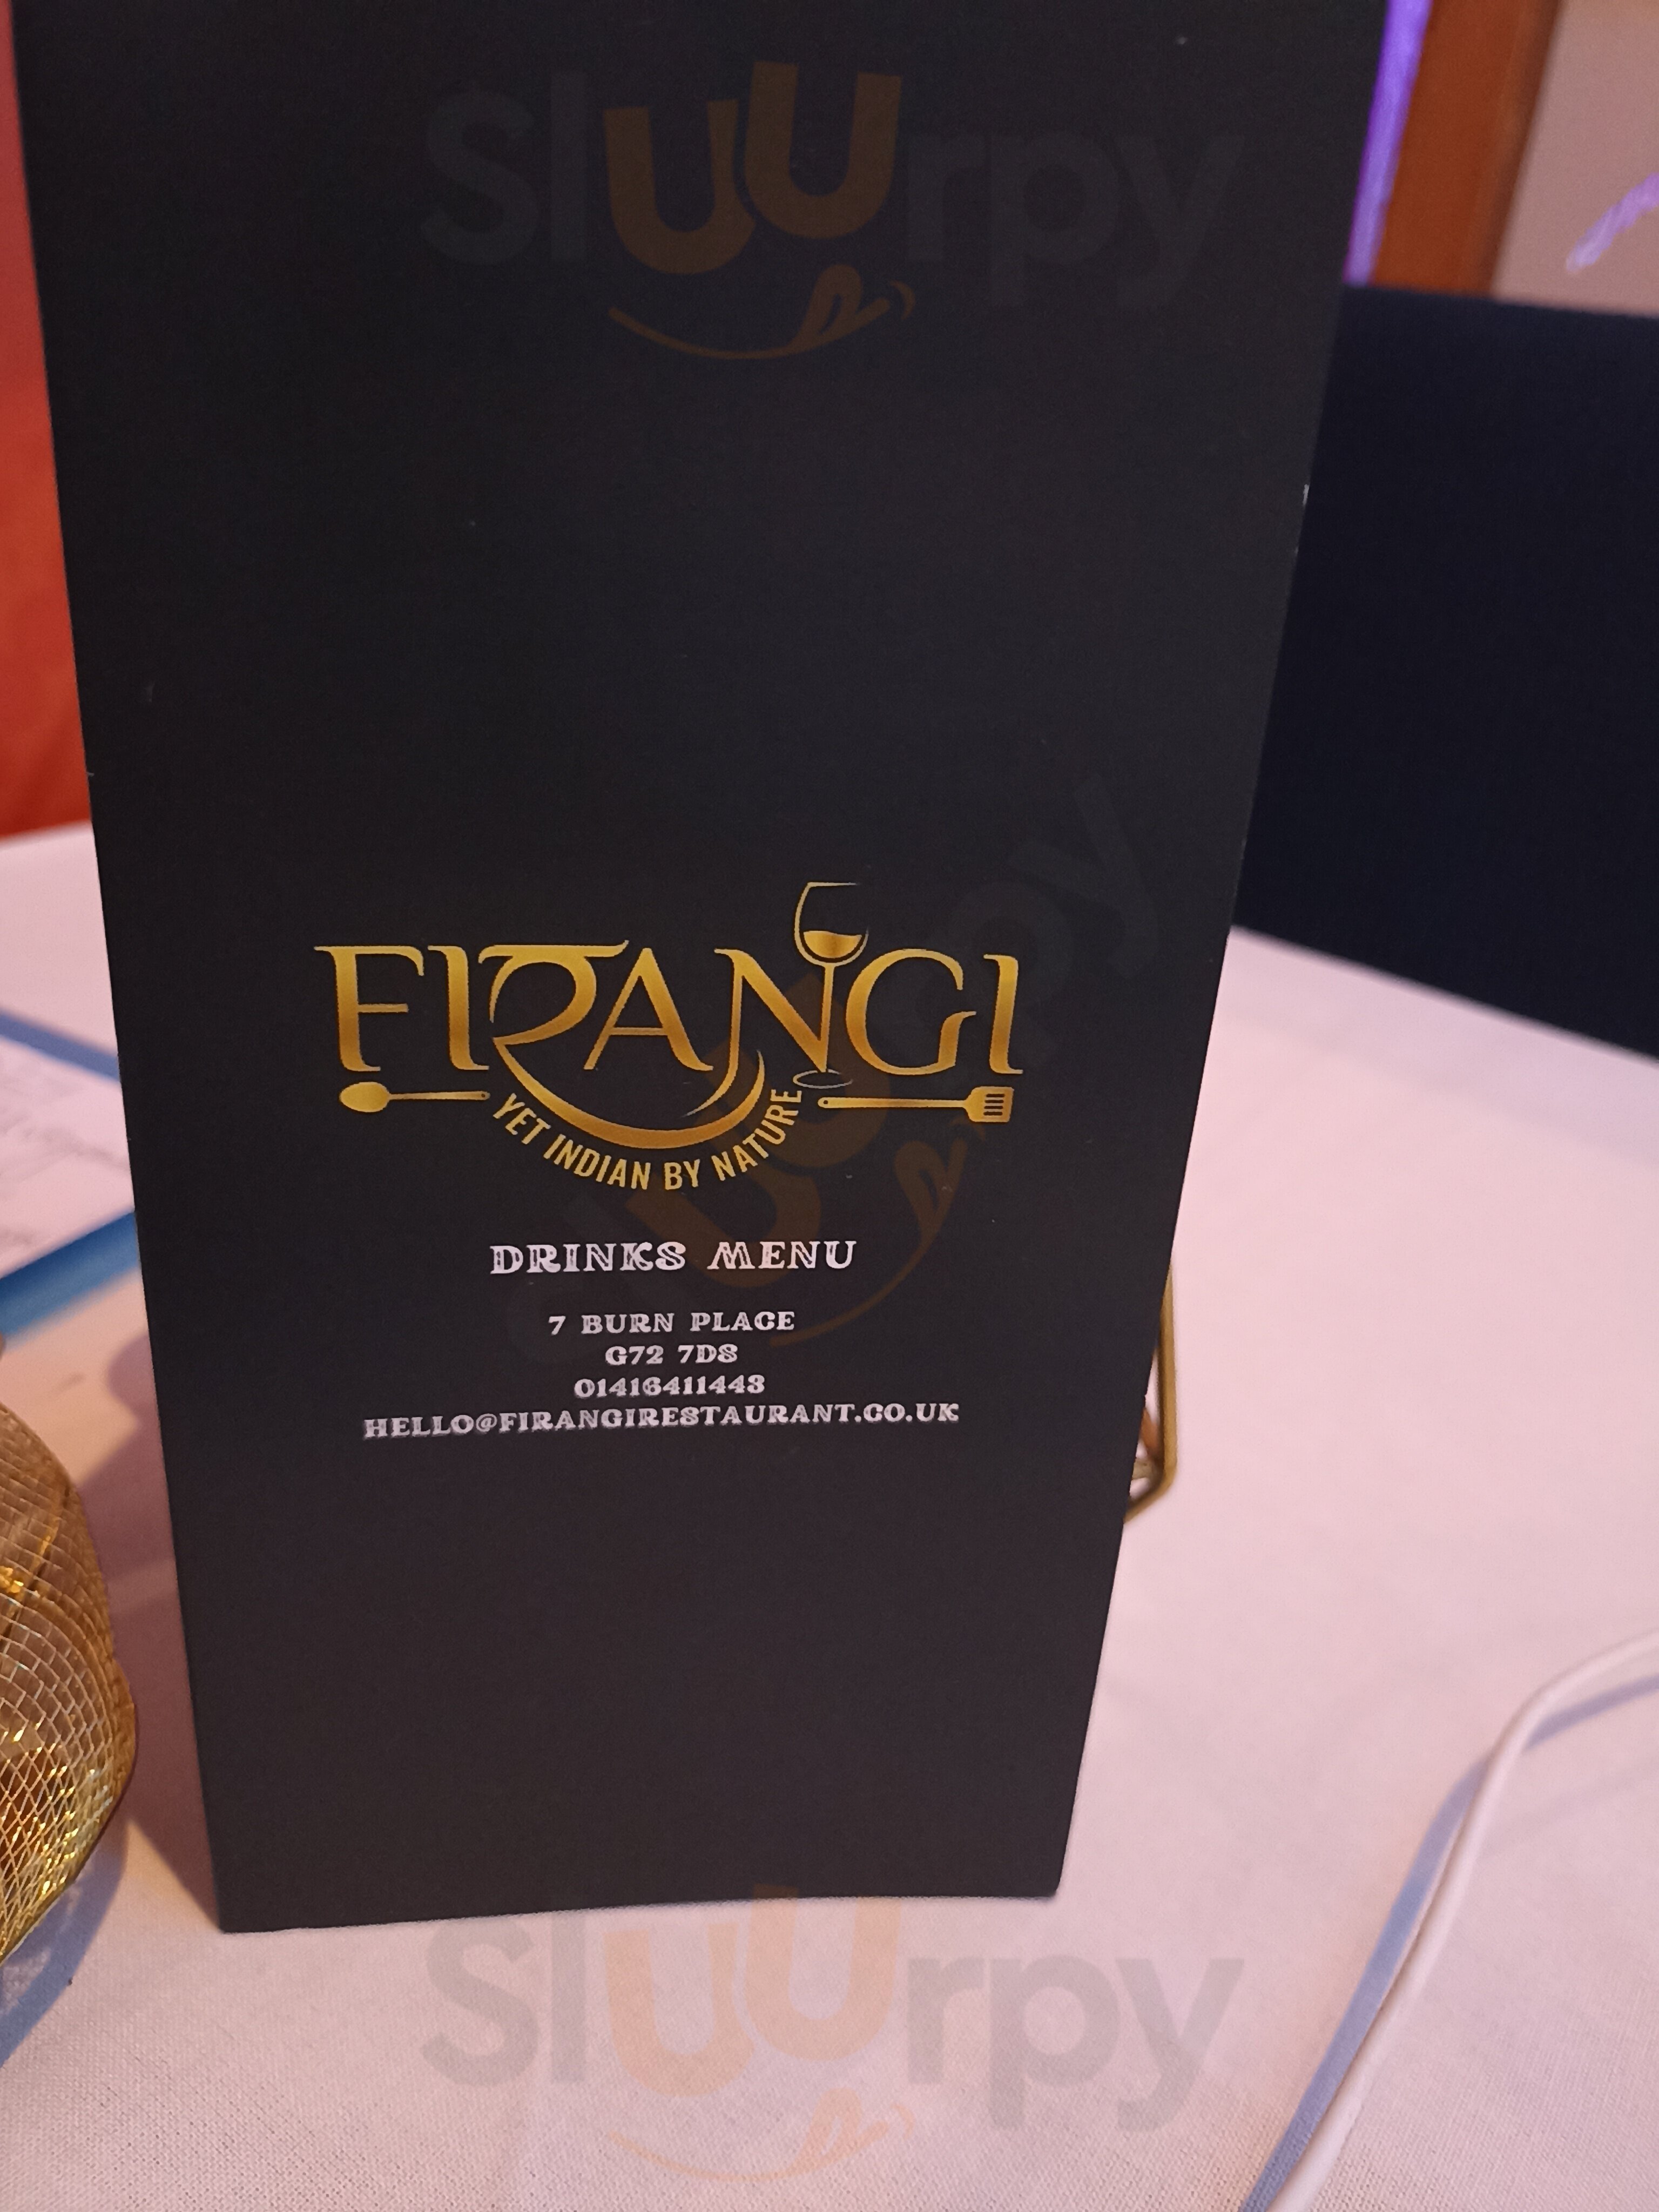 Sluurpy
FIRANGI
YET INDIAN BY NATURE
Sluurpy
DRINKS MENU
7 BURN PLACE
G72 7DS
01416411443
HELLO@FIRANGIRESTAURANT.CO.UK
Sluurpy